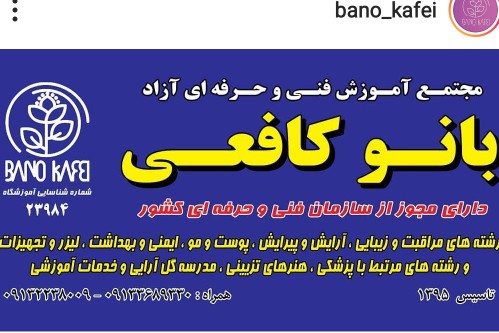 bano_kafei
مجتمع آموزش فنی و حرفه ای آزاد
بانو کافعی
BANO KAFEI
شماره شناسایی آموزشگاه
۲۳۹۸۴
دارای مجوز از سازمان فنی و حرفه ای کشور
رشته های مراقبت و زیبایی ، آرایش و پیرایش ، پوست و مو ، ایمنی و بهداشت ، لیزر و تجهیزات
و رشته های مرتبط با پزشکی ، هنرهای تزیینی ، مدرسه گل آرایی و خدمات آموزشی
تاسیس ۱۳۹۵
همراه : ۰۹۱۳۳۶۸۹۳۳۰ - ۰۹۱۳۲۲۳۸۰۰۹